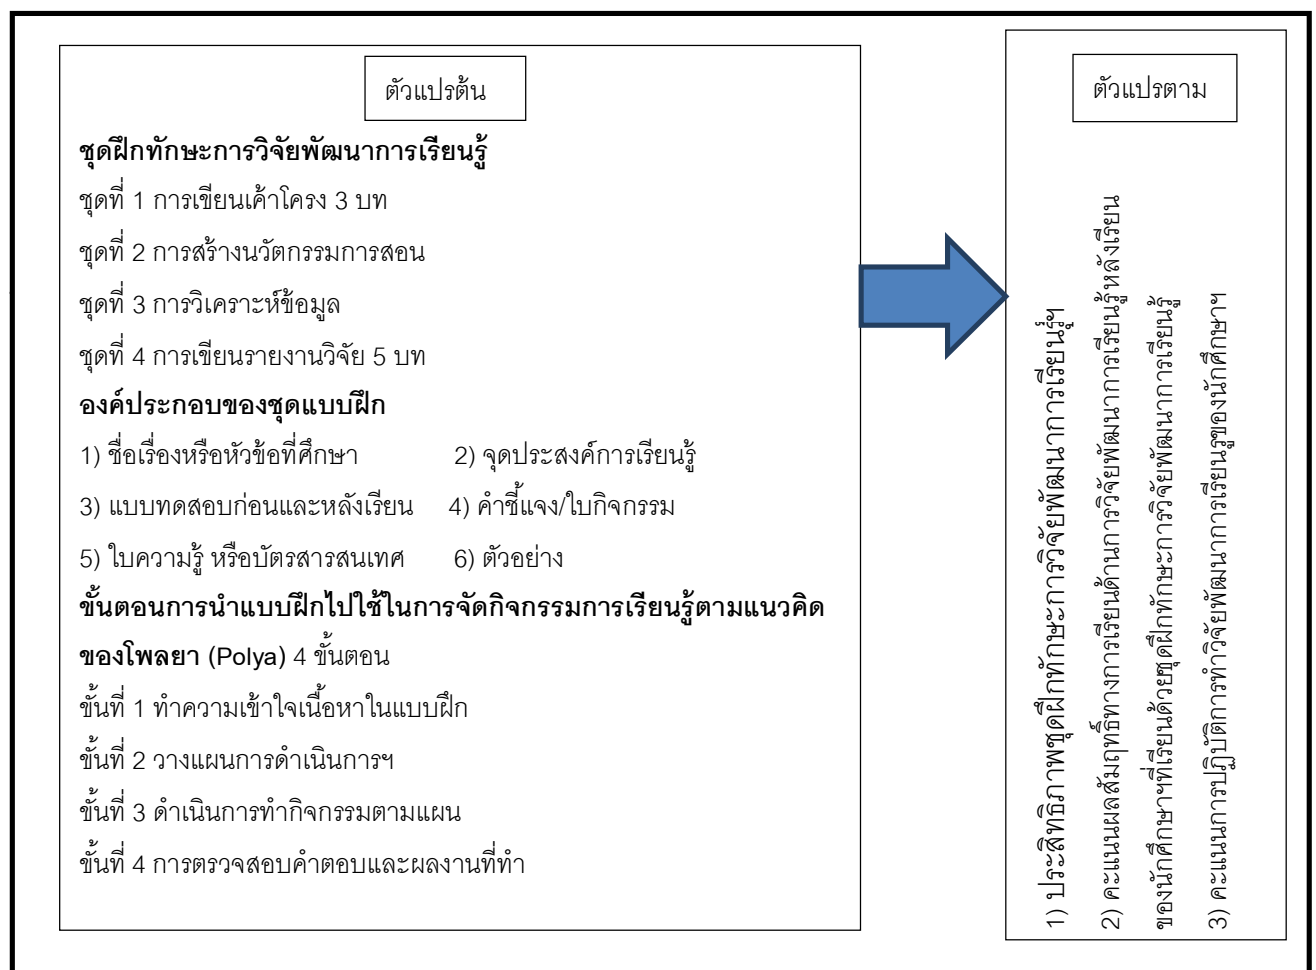 ตัวแปรต้น
ชุดฝึกทักษะการวิจัยพัฒนาการเรียนรู้
ชุดที่ 1 การเขียนเค้าโครง 3 บท
ชุดที่ 2 การสร้างนวัตกรรมการสอน
ชุดที่ 3 การวิเคราะห์ข้อมูล
ชุดที่ 4 การเขียนรายงานวิจัย 5 บท
องค์ประกอบของชุดแบบฝึก
1) ชื่อเรื่องหรือหัวข้อที่ศึกษา 2) จุดประสงค์การเรียนรู้
3) แบบทดสอบก่อนและหลังเรียน 4) คำชี้แจง/ใบกิจกรรม
5) ใบความรู้ หรือบัตรสารสนเทศ 6) ตัวอย่าง
ขั้นตอนการนำแบบฝึกไปใช้ในการจัดกิจกรรมการเรียนรู้ตามแนวคิด
ของโพลยา (Polya) 4 ขั้นตอน
ขั้นที่ 1 ทำความเข้าใจเนื้อหาในแบบฝึก
ขั้นที่ 2 วางแผนการดำเนินการฯ
ขั้นที่ 3 ดำเนินการทำกิจกรรมตามแผน
ขั้นที่ 4 การตรวจสอบคำตอบและผลงานที่ทำ
ตัวแปรตาม
1) ประสิทธิภาพชุดฝึกทักษะการวิจัยพัฒนาการเรียนรู้ฯ
2) คะแนนผลสัมฤทธิ์ทางการเรียนด้านการวิจัยพัฒนาการเรียนรู้หลังเรียน
ของนักศึกษาฯที่เรียนด้วยชุดฝึกทักษะการวิจัยพัฒนาการเรียนรู้
3) คะแนนการปฏิบัติการทำวิจัยพัฒนาการเรียนรู้ของนักศึกษาฯ